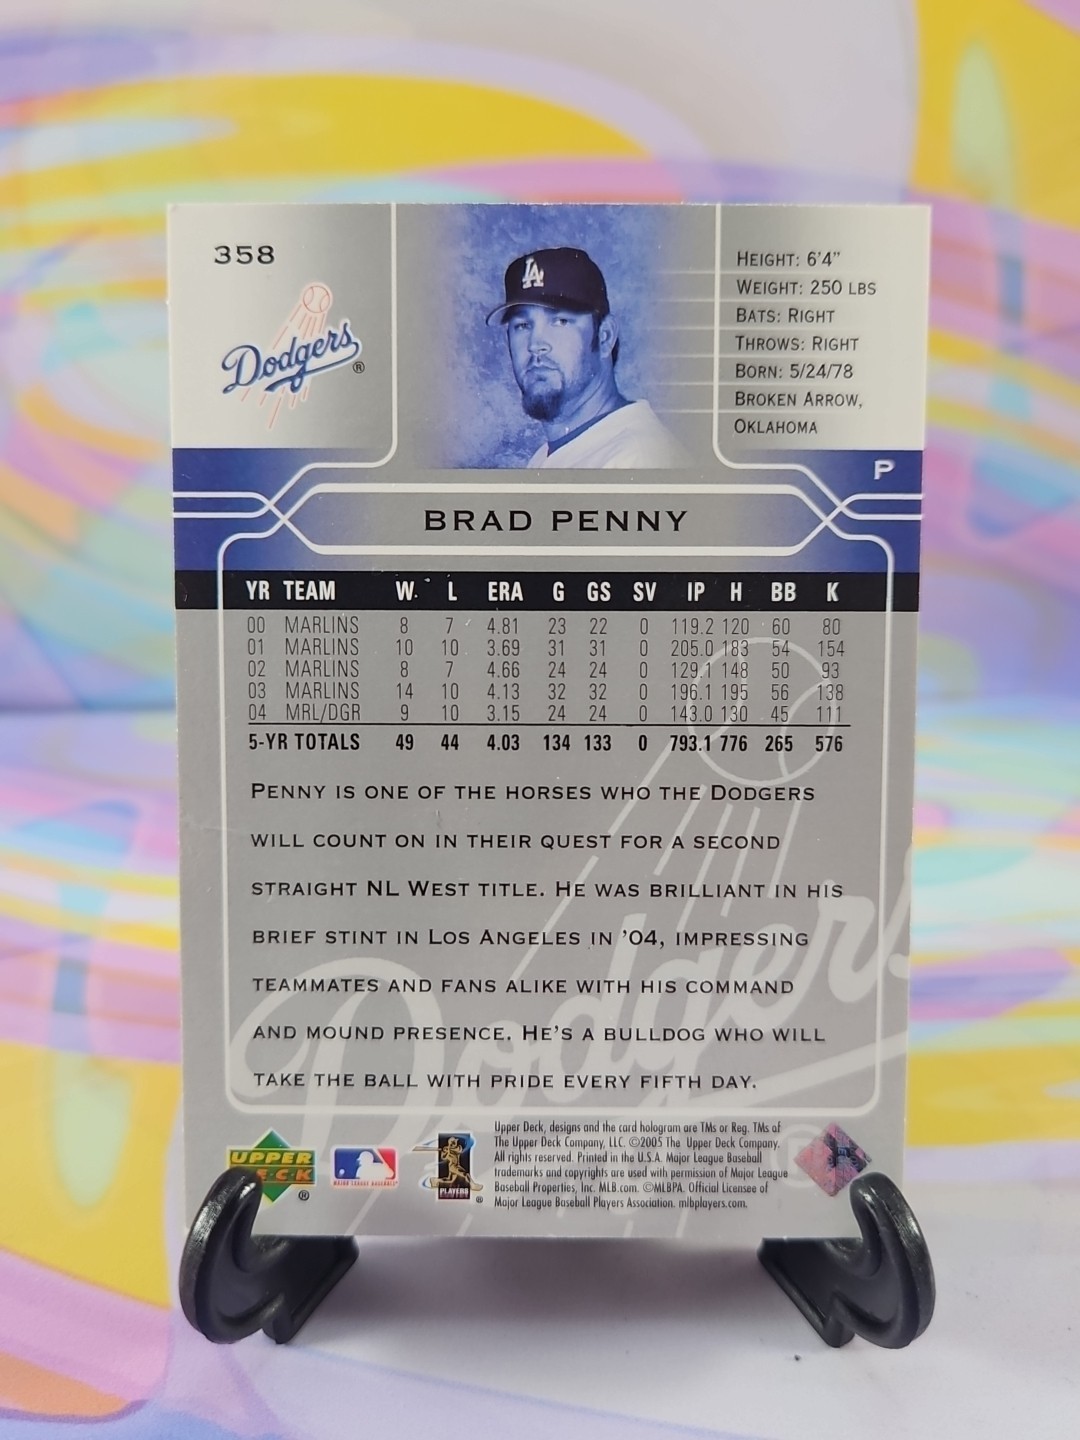 358
Dodgers ®
LA
HEIGHT: 6'4"
WEIGHT: 250 LBS
BATS: RIGHT
THROWS: RIGHT
BORN: 5/24/78
BROKEN ARROW,
OKLAHOMA
P
BRAD PENNY
YR TEAM W L ERA G GS SV IP H BB K
00 MARLINS 8 7 4.81 23 22 0 119.2 120 60 80
01 MARLINS 10 10 3.69 31 31 0 205.0 183 54 154
02 MARLINS 8 7 4.66 24 24 0 129.1 148 50 93
03 MARLINS 14 10 4.13 32 32 0 196.1 195 56 138
04 MRL/DGR 9 10 3.15 24 24 0 143.0 130 45 111
5-YR TOTALS 49 44 4.03 134 133 0 793.1 776 265 576
PENNY IS ONE OF THE HORSES WHO THE DODGERS
WILL COUNT ON IN THEIR QUEST FOR A SECOND
STRAIGHT NL WEST TITLE. HE WAS BRILLIANT IN HIS
BRIEF STINT IN LOS ANGELES IN '04, IMPRESSING
TEAMMATES AND FANS ALIKE WITH HIS COMMAND
AND MOUND PRESENCE. HE'S A BULLDOG WHO WILL
TAKE THE BALL WITH PRIDE EVERY FIFTH DAY.
Dodgers
UPPER
DECK ®
MAJOR LEAGUE BASEBALL
PLAYERS ®
Upper Deck, designs and the card hologram are TMs or Reg. TMs of
The Upper Deck Company, LLC. ©2005 The Upper Deck Company.
All rights reserved. Printed in the U.S.A. Major League Baseball
trademarks and copyrights are used with permission of Major League
Baseball Properties, Inc. MLB.com. ©MLBPA. Official Licensee of
Major League Baseball Players Association. mlbplayers.com.